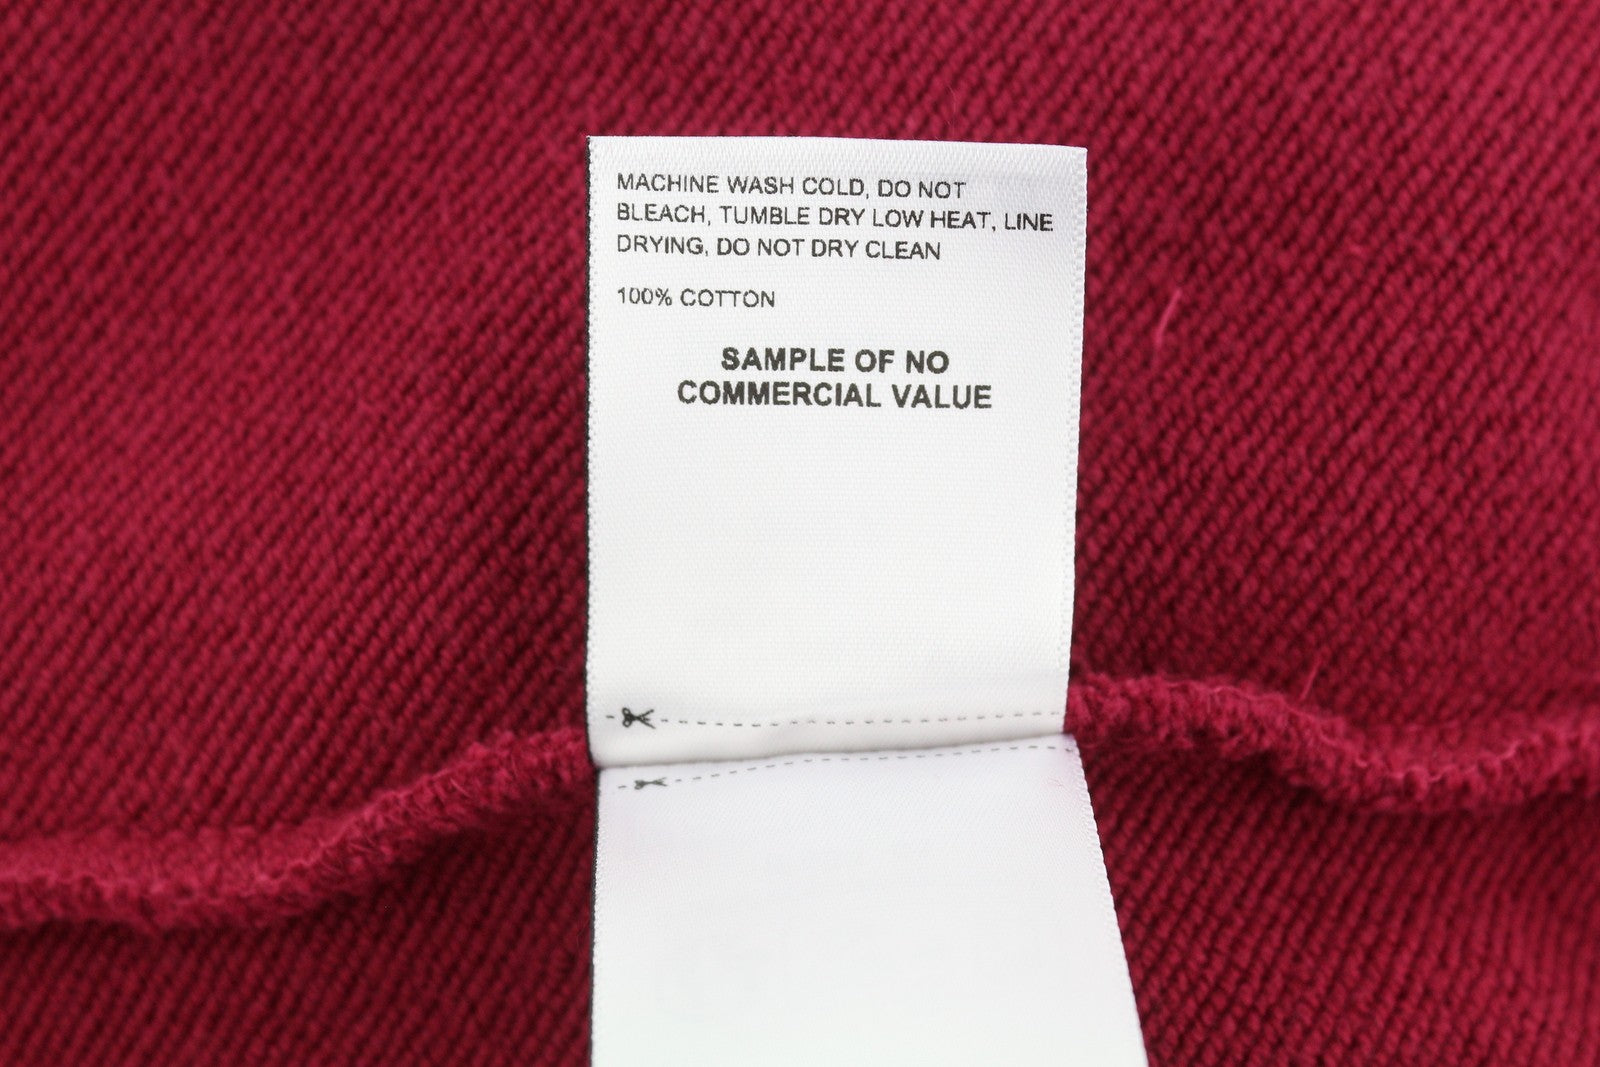 MACHINE WASH COLD, DO NOT
BLEACH, TUMBLE DRY LOW HEAT, LINE
DRYING, DO NOT DRY CLEAN
100% COTTON
SAMPLE OF NO
COMMERCIAL VALUE